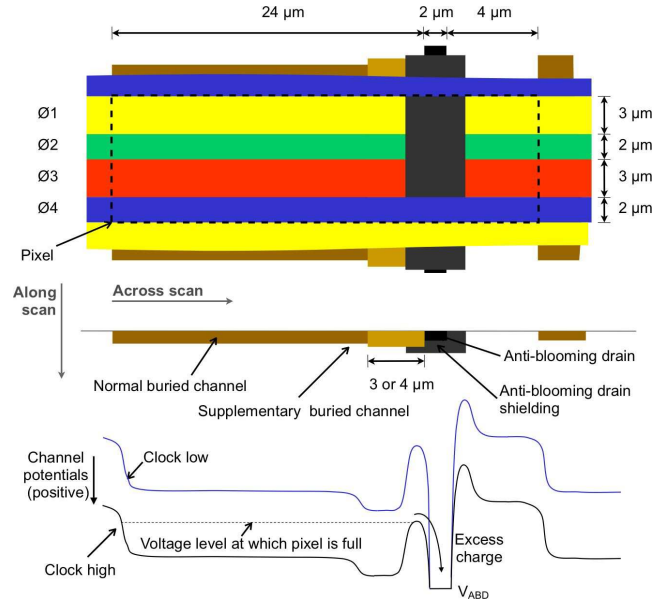 24 µm
2 µm
4 µm
Ø1
3 µm
Ø2
2 µm
Ø3
3 µm
Ø4
2 µm
Pixel
Along
scan
Across scan
Anti-blooming drain
Normal buried channel
3 or 4 µm
Anti-blooming drain
shielding
Supplementary buried channel
Channel
potentials
(positive)
Clock low
Voltage level at which pixel is full
Excess
charge
Clock high
VABD